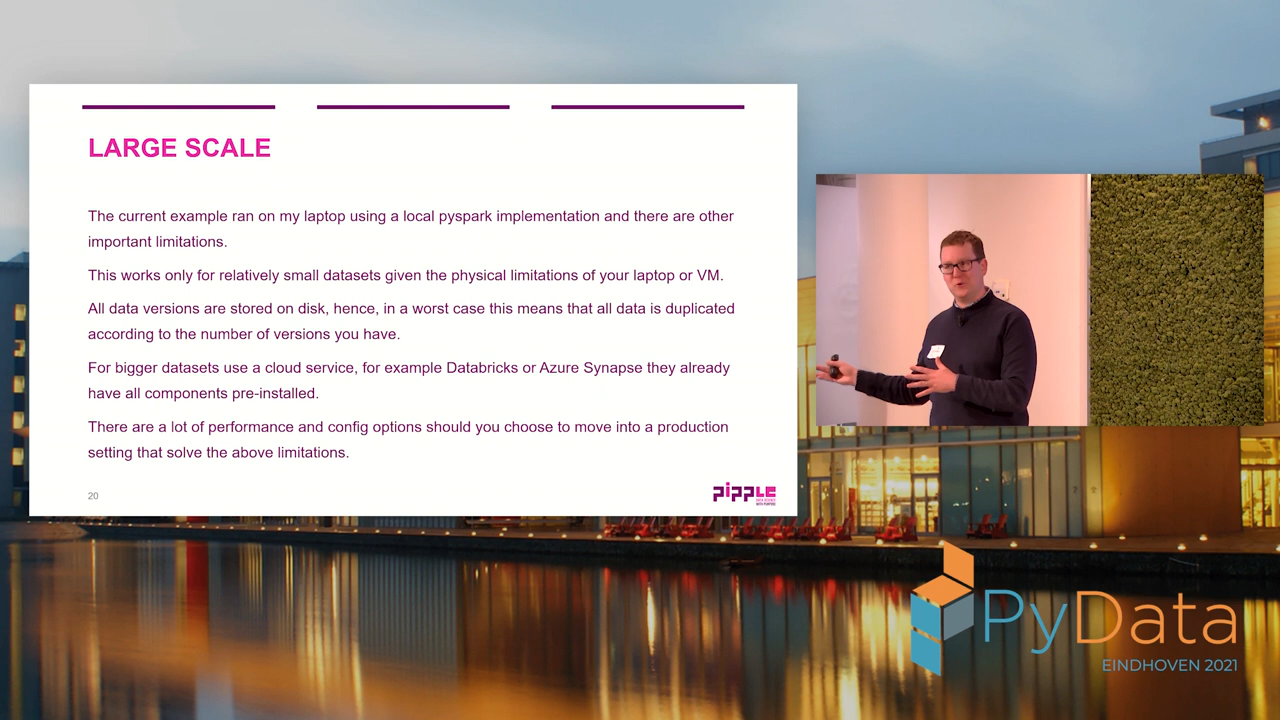 LARGE SCALE
The current example ran on my laptop using a local pyspark implementation and there are other
important limitations.
This works only for relatively small datasets given the physical limitations of your laptop or VM.
All data versions are stored on disk, hence, in a worst case this means that all data is duplicated
according to the number of versions you have.
For bigger datasets use a cloud service, for example Databricks or Azure Synapse they already
have all components pre-installed.
There are a lot of performance and config options should you choose to move into a production
setting that solve the above limitations.
20
pipple
PyData
EINDHOVEN 2021